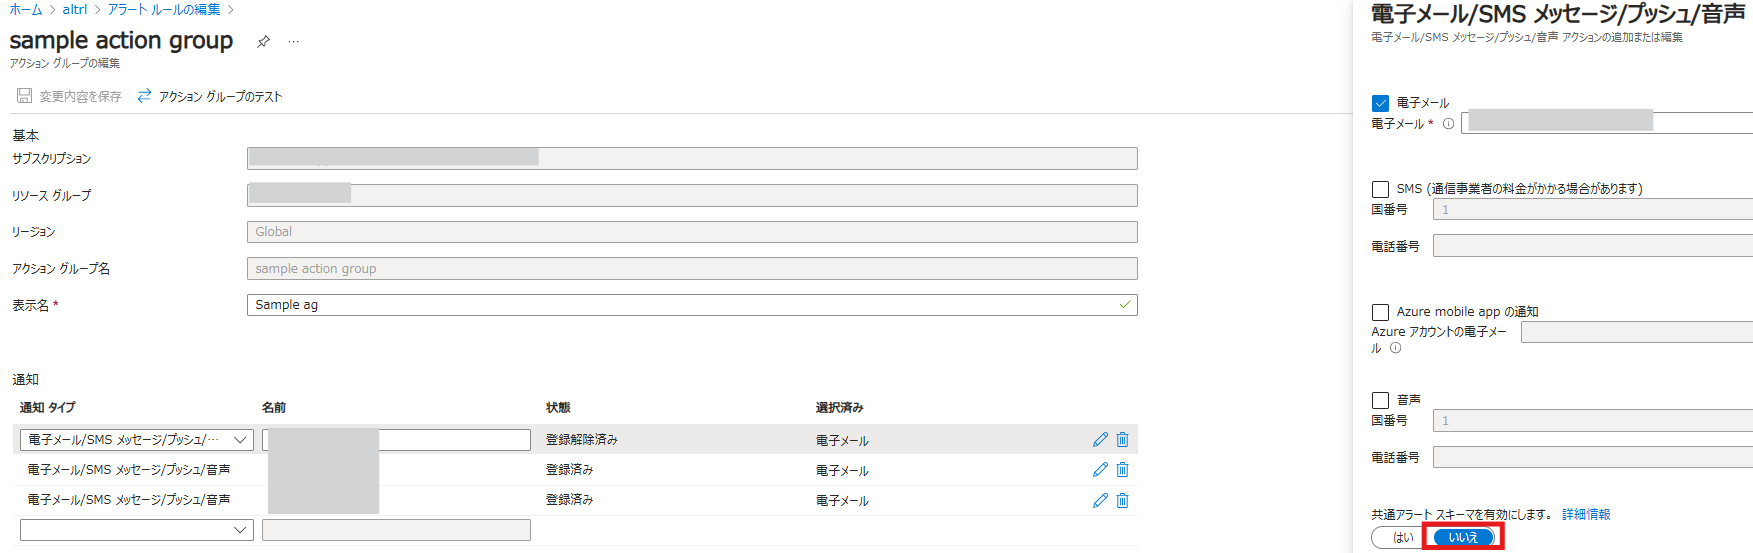 ホーム > altrl > アラート ルールの編集 >
sample action group ...
アクション グループの編集
変更内容を保存 アクション グループのテスト
基本
サブスクリプション
リソース グループ
リージョン Global
アクション グループ名 sample action group
表示名 * Sample ag
通知
通知 タイプ 名前 状態 選択済み
電子メール/SMS メッセージ/プッシュ/… 登録解除済み 電子メール
電子メール/SMS メッセージ/プッシュ/音声 登録済み 電子メール
電子メール/SMS メッセージ/プッシュ/音声 登録済み 電子メール
電子メール/SMS メッセージ/プッシュ/音声
電子メール/SMS メッセージ/プッシュ/音声 アクションの追加または編集
電子メール
電子メール *
SMS (通信事業者の料金がかかる場合があります)
国番号 1
電話番号
Azure mobile app の通知
Azure アカウントの電子メー
ル
音声
国番号 1
電話番号
共通アラート スキーマを有効にします。 詳細情報
はい いいえ